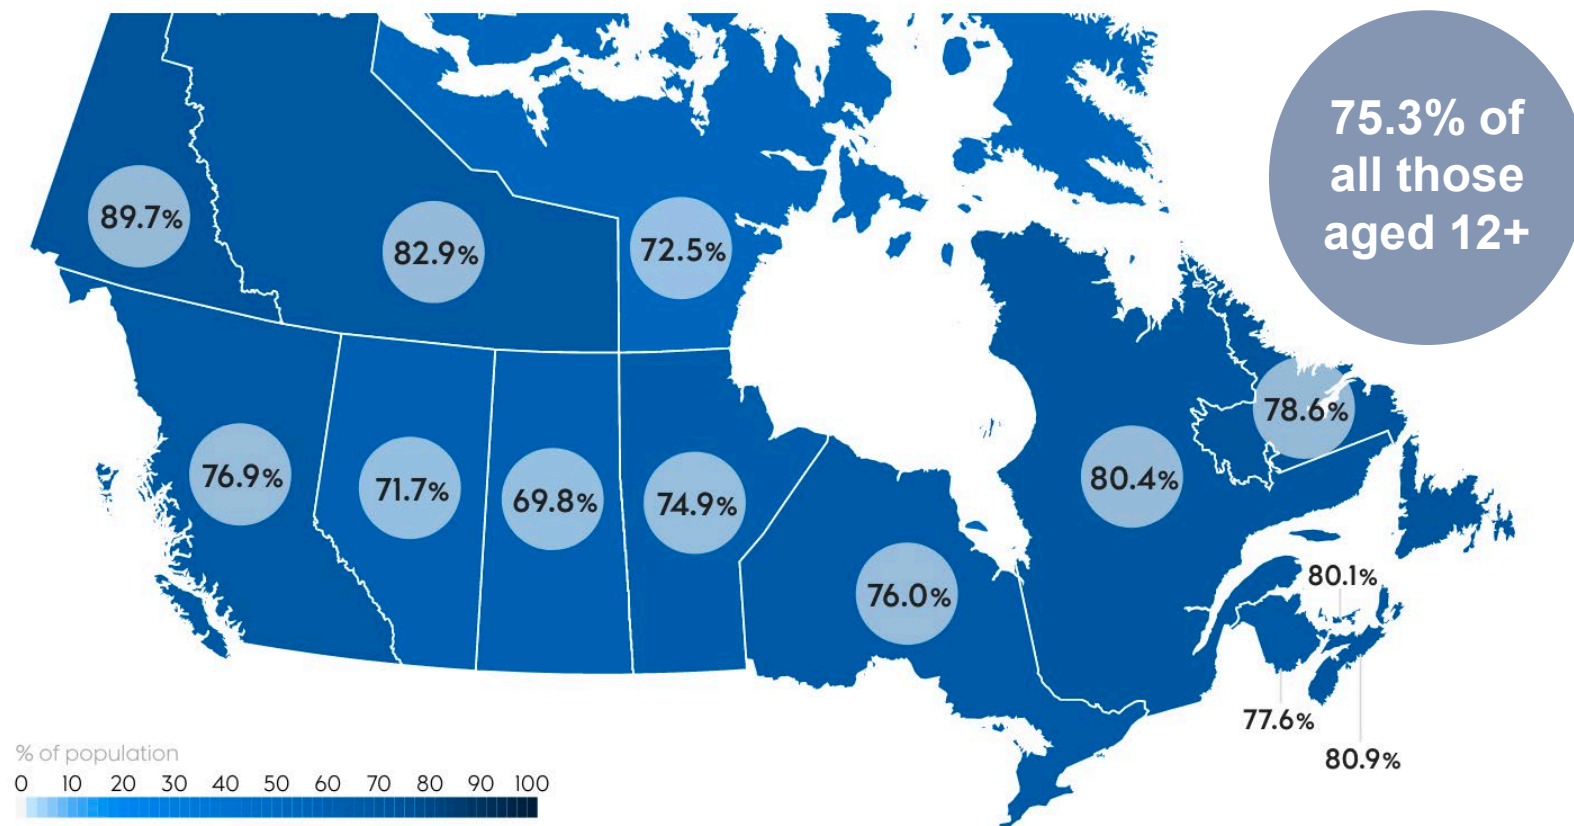 75.3% of
all those
aged 12+
89.7%
82.9%
72.5%
78.6%
76.9%
71.7%
69.8%
74.9%
80.4%
76.0%
80.1%
77.6%
80.9%
% of population
0 10 20 30 40 50 60 70 80 90 100